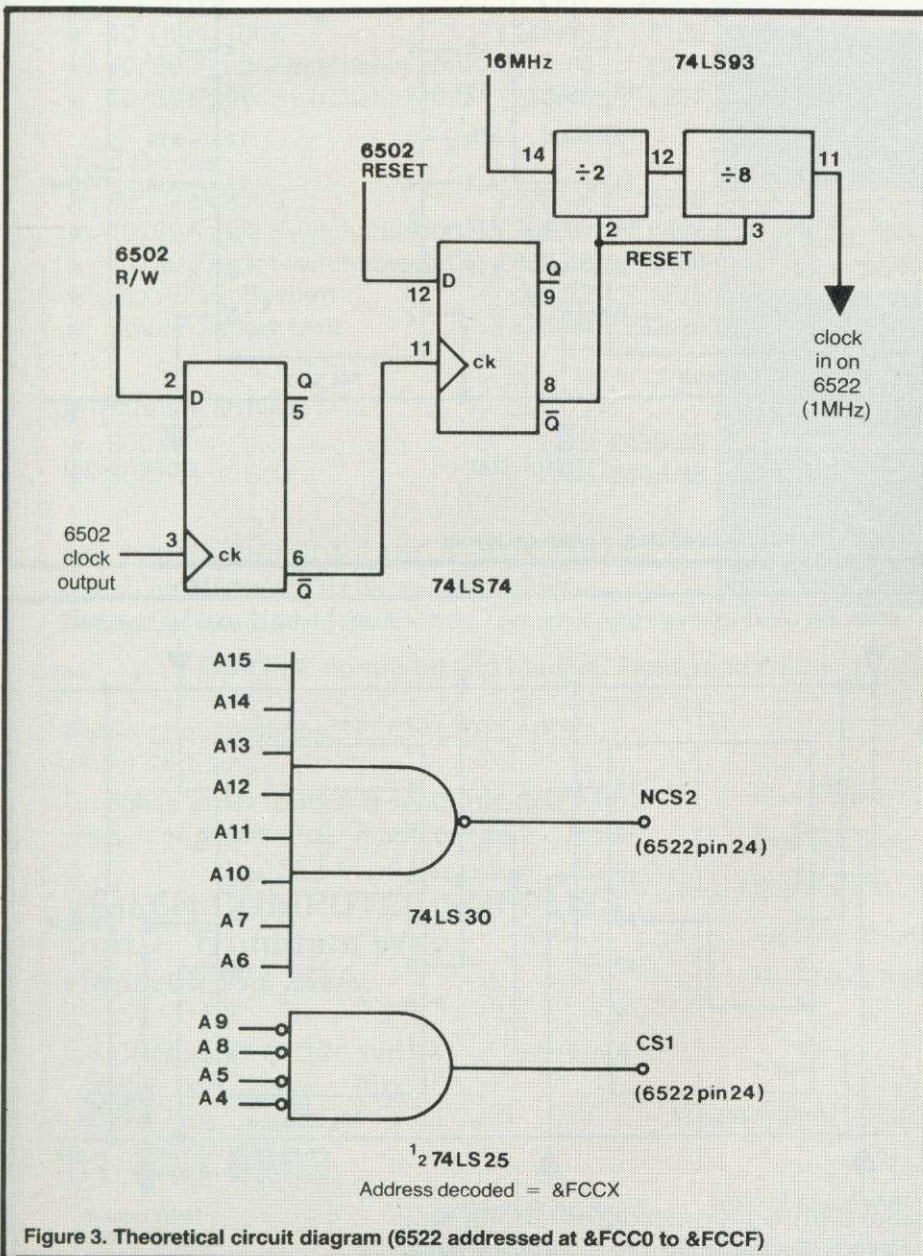 16MHz
74LS93
14
÷2
12
÷8
11
2
3
RESET
clock
in on
6522
(1MHz)
6502
RESET
12
D
Q
9
11
ck
8
Q̅
6502
R/W
2
D
Q
5
6502
clock
output
3
ck
6
Q̅
74LS74
A15
A14
A13
A12
A11
A10
A7
A6
NCS2
(6522 pin 24)
74LS30
A9
A8
A5
A4
CS1
(6522 pin 24)
½ 74LS25
Address decoded = &FCCX
Figure 3. Theoretical circuit diagram (6522 addressed at &FCC0 to &FCCF)